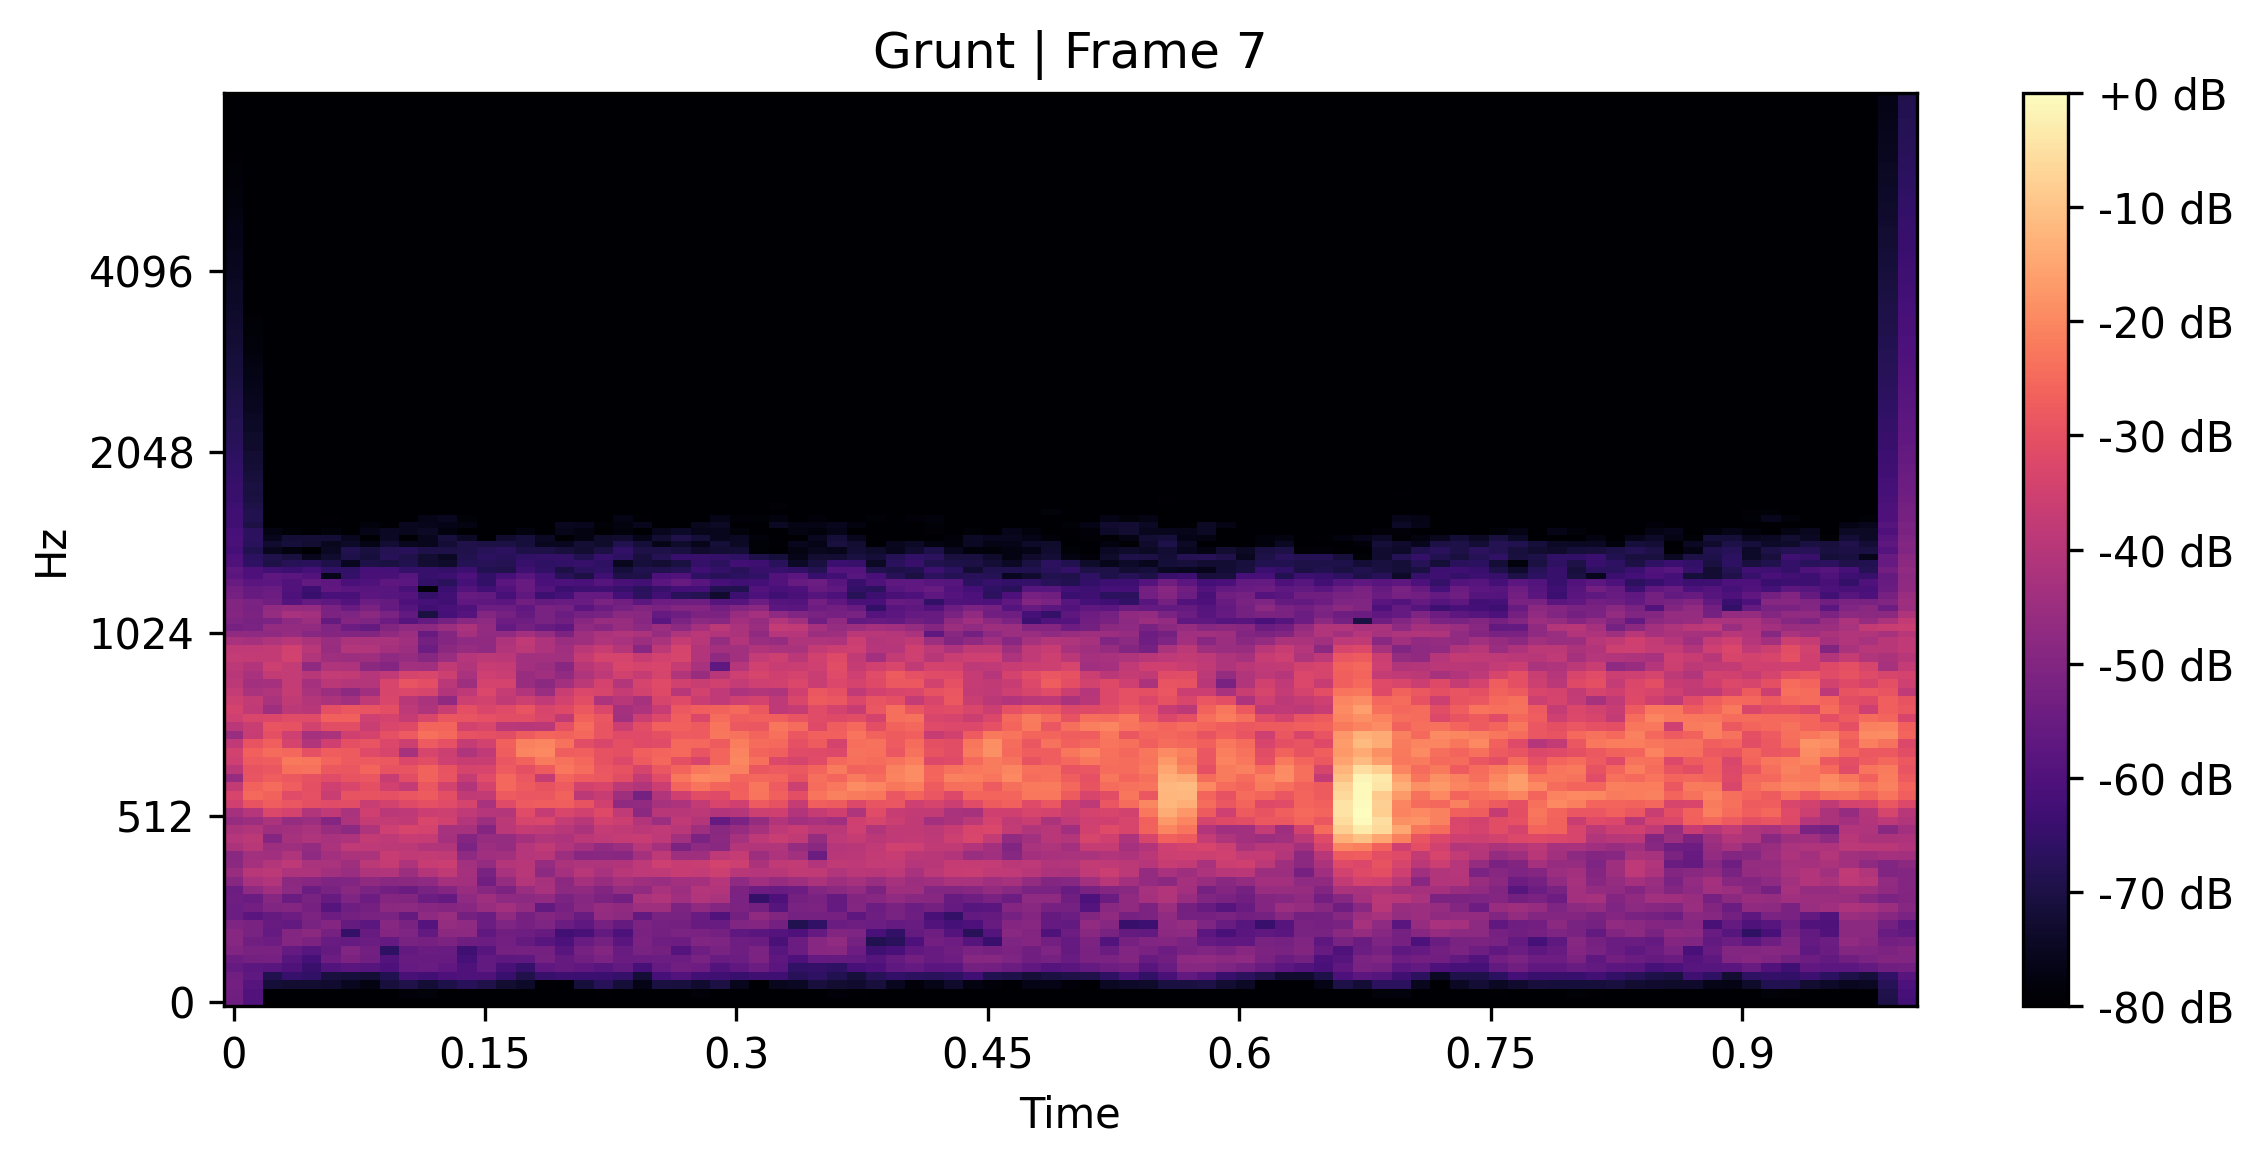 Grunt | Frame 7
+0 dB
-10 dB
-20 dB
-30 dB
-40 dB
-50 dB
-60 dB
-70 dB
-80 dB
Hz
4096
2048
1024
512
0
0 0.15 0.3 0.45 0.6 0.75 0.9
Time